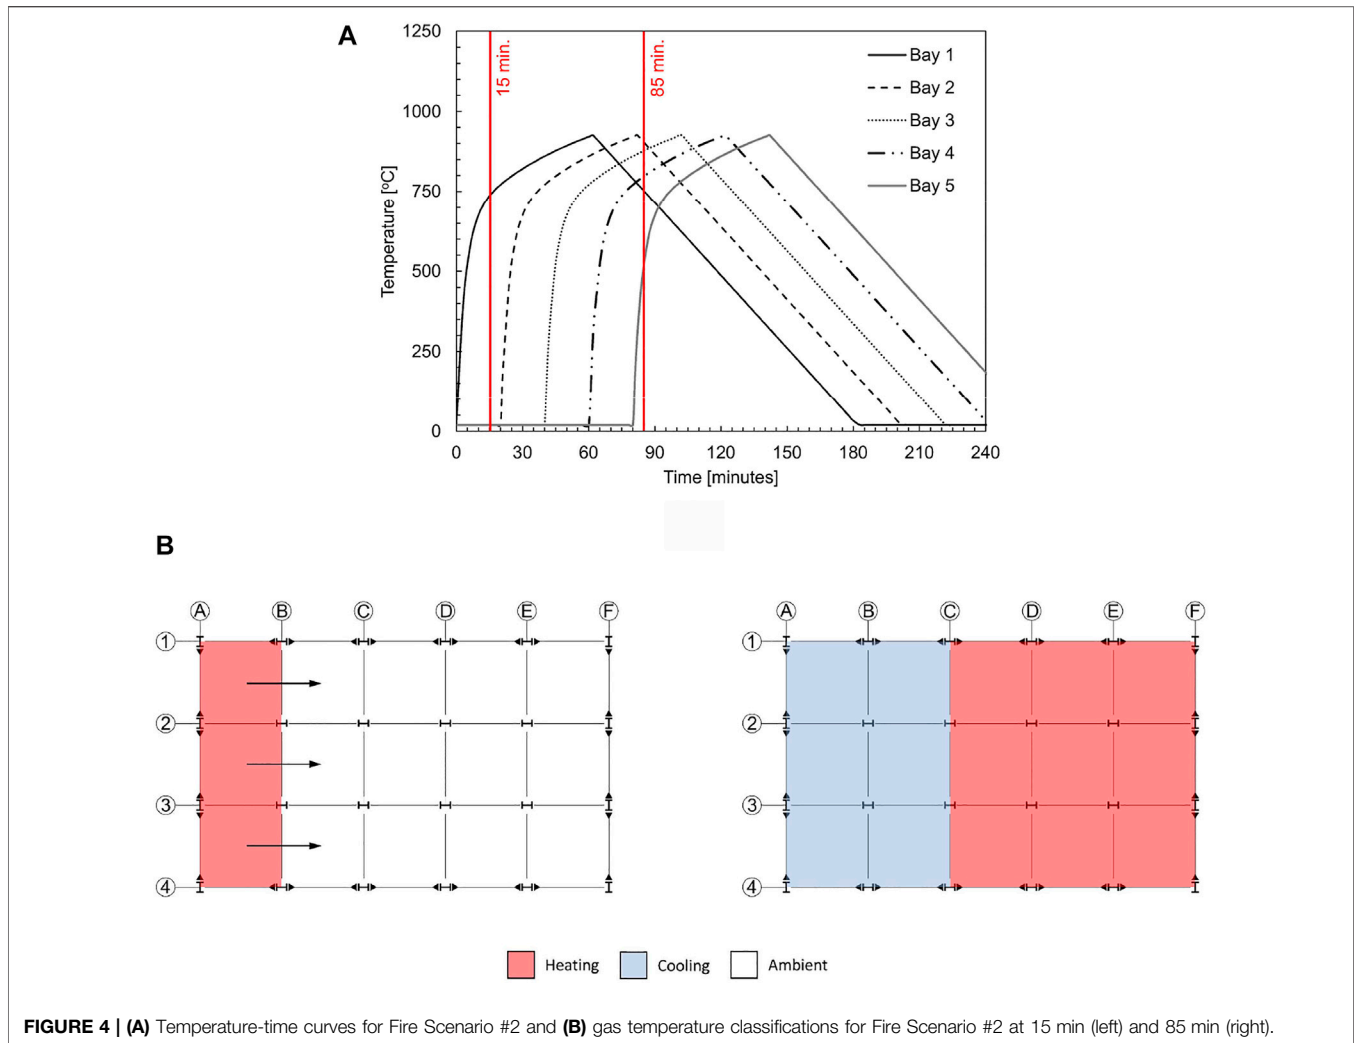 A
1250
1000
750
500
250
0
Temperature [ºC]
15 min.
85 min.
Bay 1
Bay 2
Bay 3
Bay 4
Bay 5
0 30 60 90 120 150 180 210 240
Time [minutes]
B
A B C D E F
1
2
3
4
A B C D E F
1
2
3
4
Heating Cooling Ambient
FIGURE 4 | (A) Temperature-time curves for Fire Scenario #2 and (B) gas temperature classifications for Fire Scenario #2 at 15 min (left) and 85 min (right).